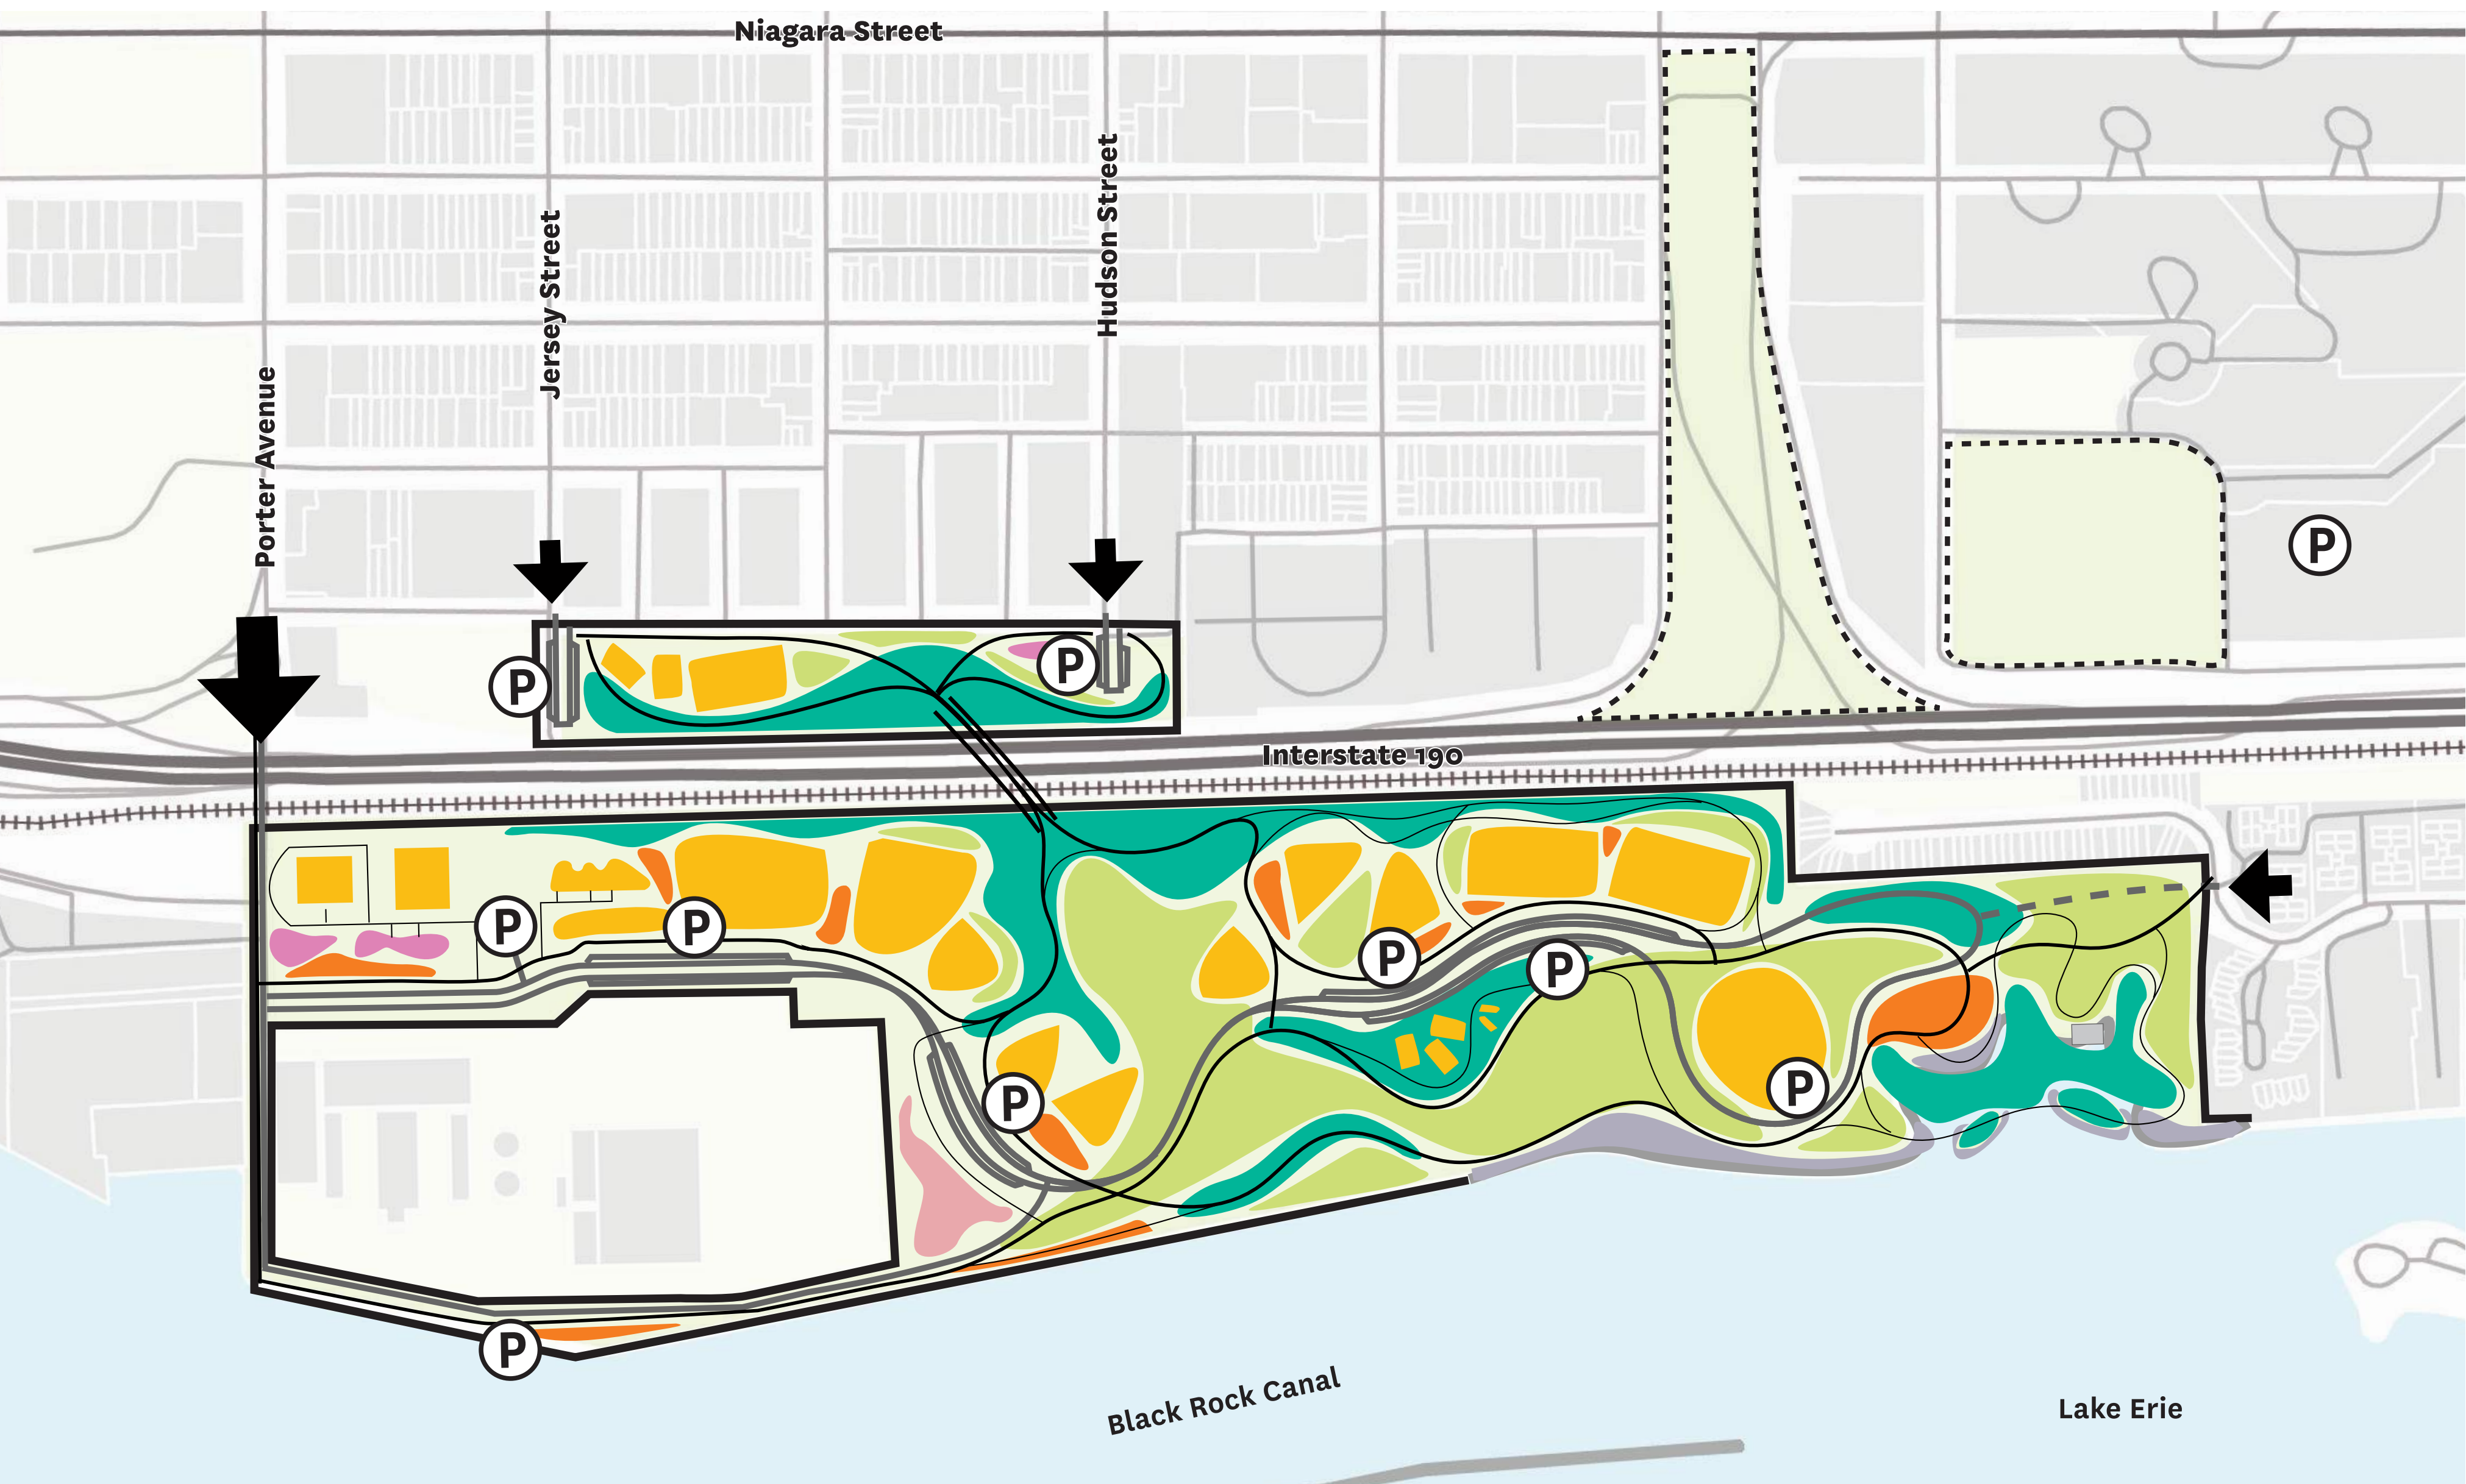 Niagara Street
Hudson Street
Jersey Street
Porter Avenue
P
P
P
Interstate 190
P
P
P
P
P
P
P
P
Black Rock Canal
Lake Erie